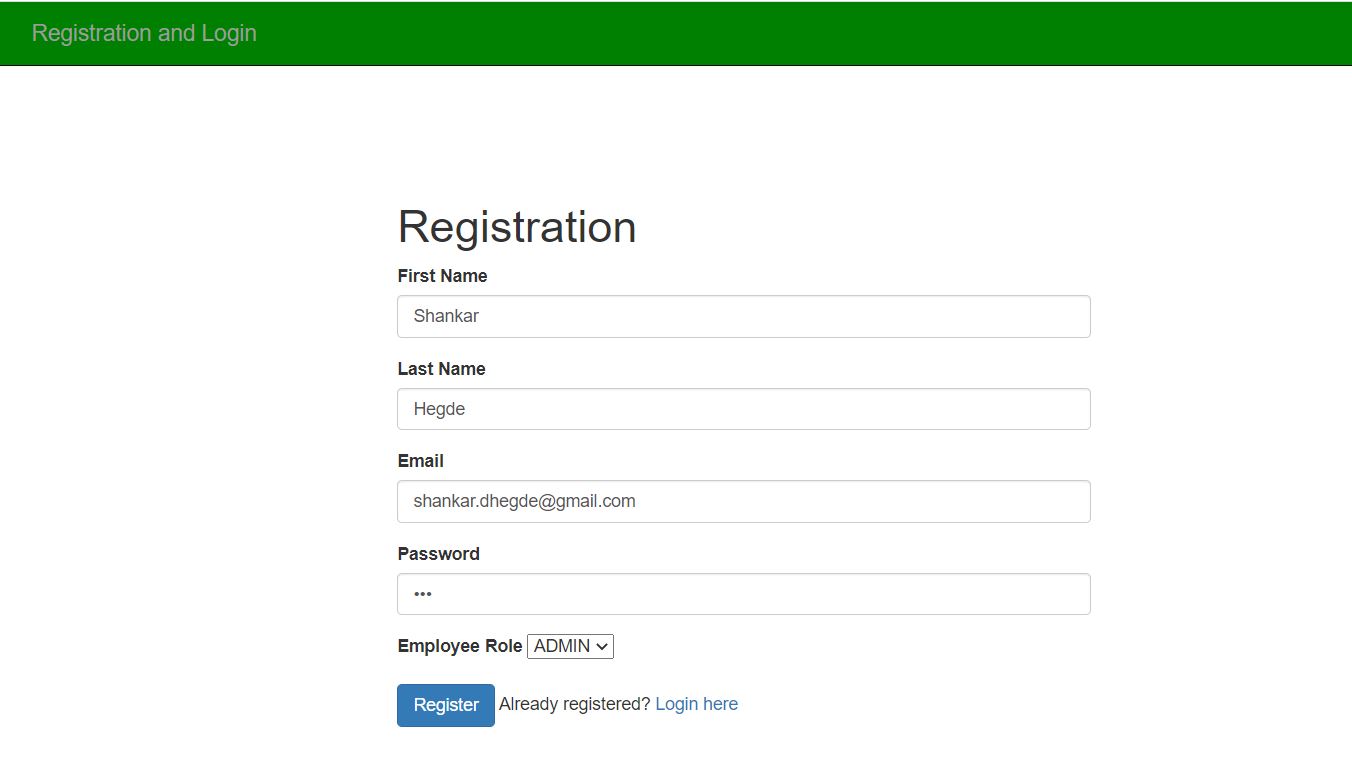 Registration and Login
Registration
First Name
Shankar
Last Name
Hegde
Email
shankar.dhegde@gmail.com
Password
•••
Employee Role ADMIN
Register Already registered? Login here